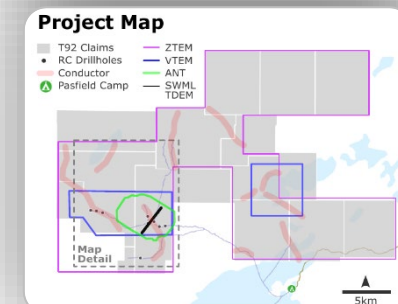 Project Map
T92 Claims
RC Drillholes
Conductor
Pasfield Camp
ZTEM
VTEM
ANT
SWML
TDEM
Map
Detail
5km